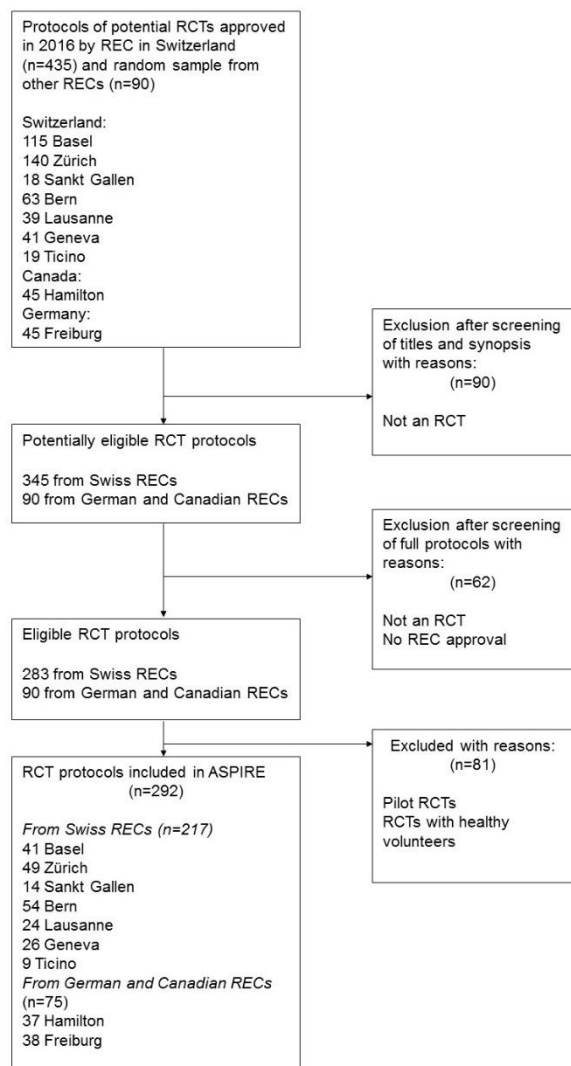 Protocols of potential RCTs approved
in 2016 by REC in Switzerland
(n=435) and random sample from
other RECs (n=90)
Switzerland:
115 Basel
140 Zürich
18 Sankt Gallen
63 Bern
39 Lausanne
41 Geneva
19 Ticino
Canada:
45 Hamilton
Germany:
45 Freiburg
Exclusion after screening
of titles and synopsis
with reasons:
(n=90)
Not an RCT
Potentially eligible RCT protocols
345 from Swiss RECs
90 from German and Canadian RECs
Exclusion after screening
of full protocols with
reasons:
(n=62)
Not an RCT
No REC approval
Eligible RCT protocols
283 from Swiss RECs
90 from German and Canadian RECs
Excluded with reasons:
(n=81)
Pilot RCTs
RCTs with healthy
volunteers
RCT protocols included in ASPIRE
(n=292)
From Swiss RECs (n=217)
41 Basel
49 Zürich
14 Sankt Gallen
54 Bern
24 Lausanne
26 Geneva
9 Ticino
From German and Canadian RECs
(n=75)
37 Hamilton
38 Freiburg